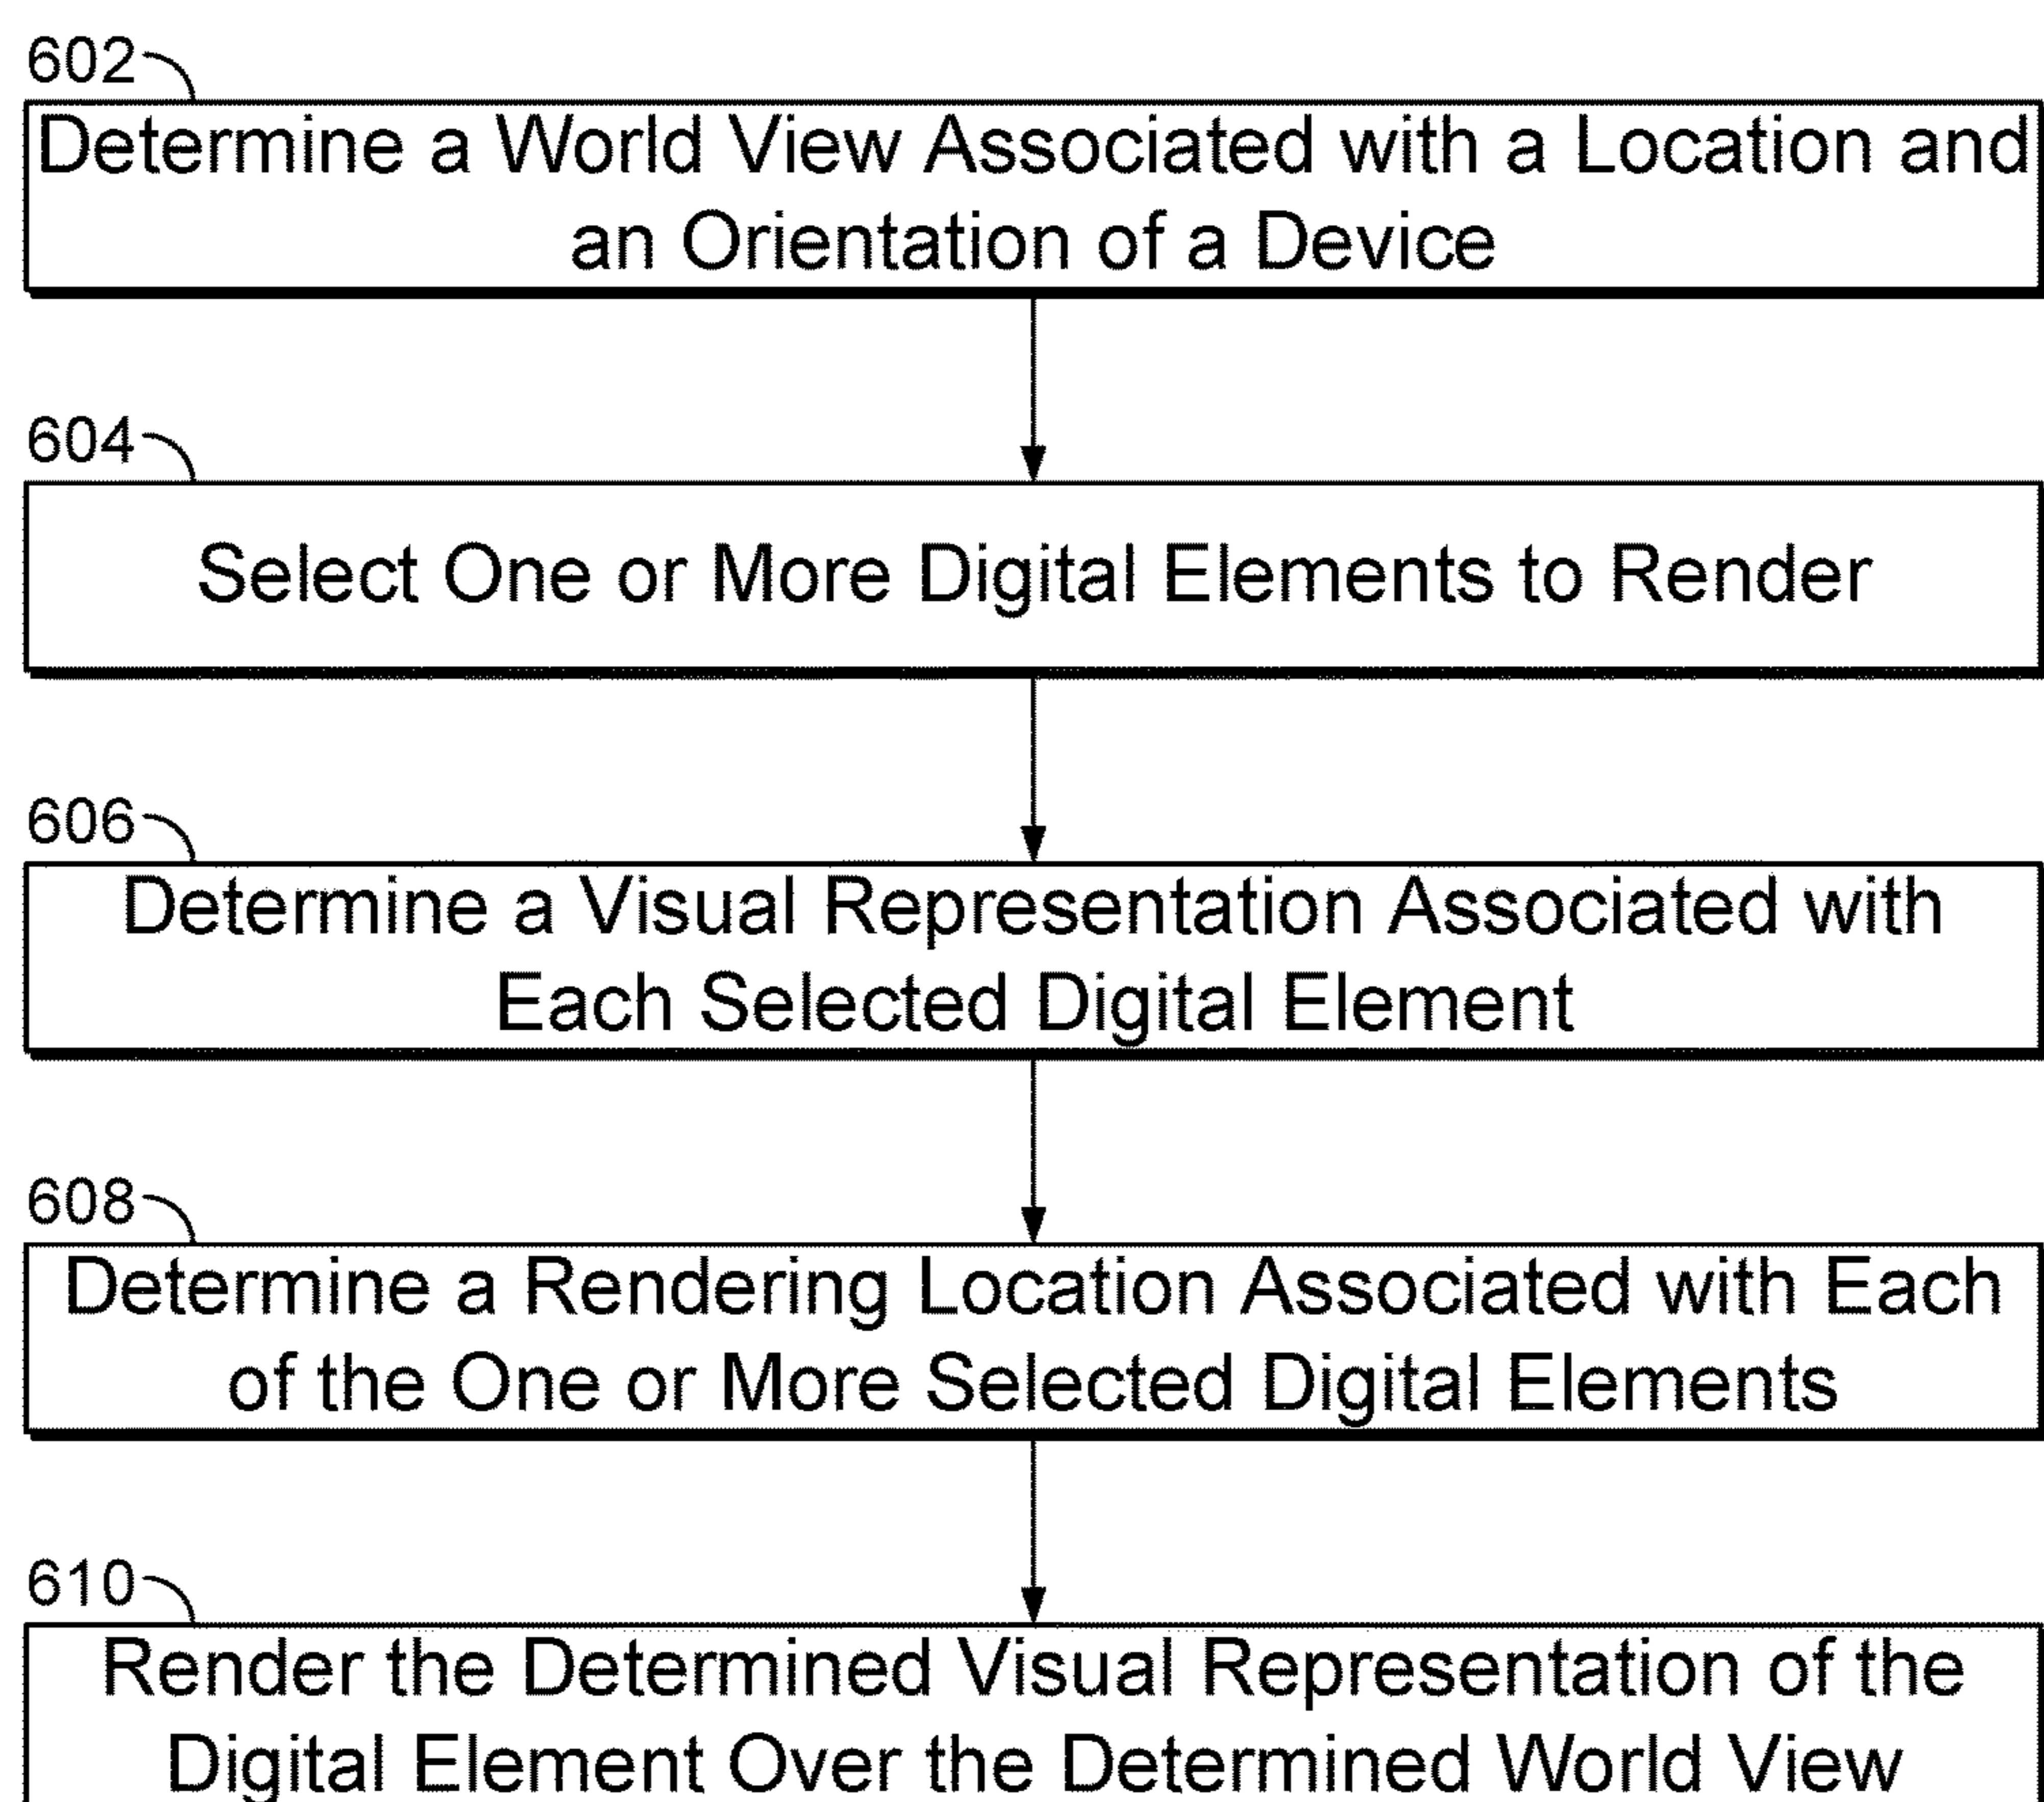 602
Determine a World View Associated with a Location and
an Orientation of a Device
604
Select One or More Digital Elements to Render
606
Determine a Visual Representation Associated with
Each Selected Digital Element
608
Determine a Rendering Location Associated with Each
of the One or More Selected Digital Elements
610
Render the Determined Visual Representation of the
Digital Element Over the Determined World View